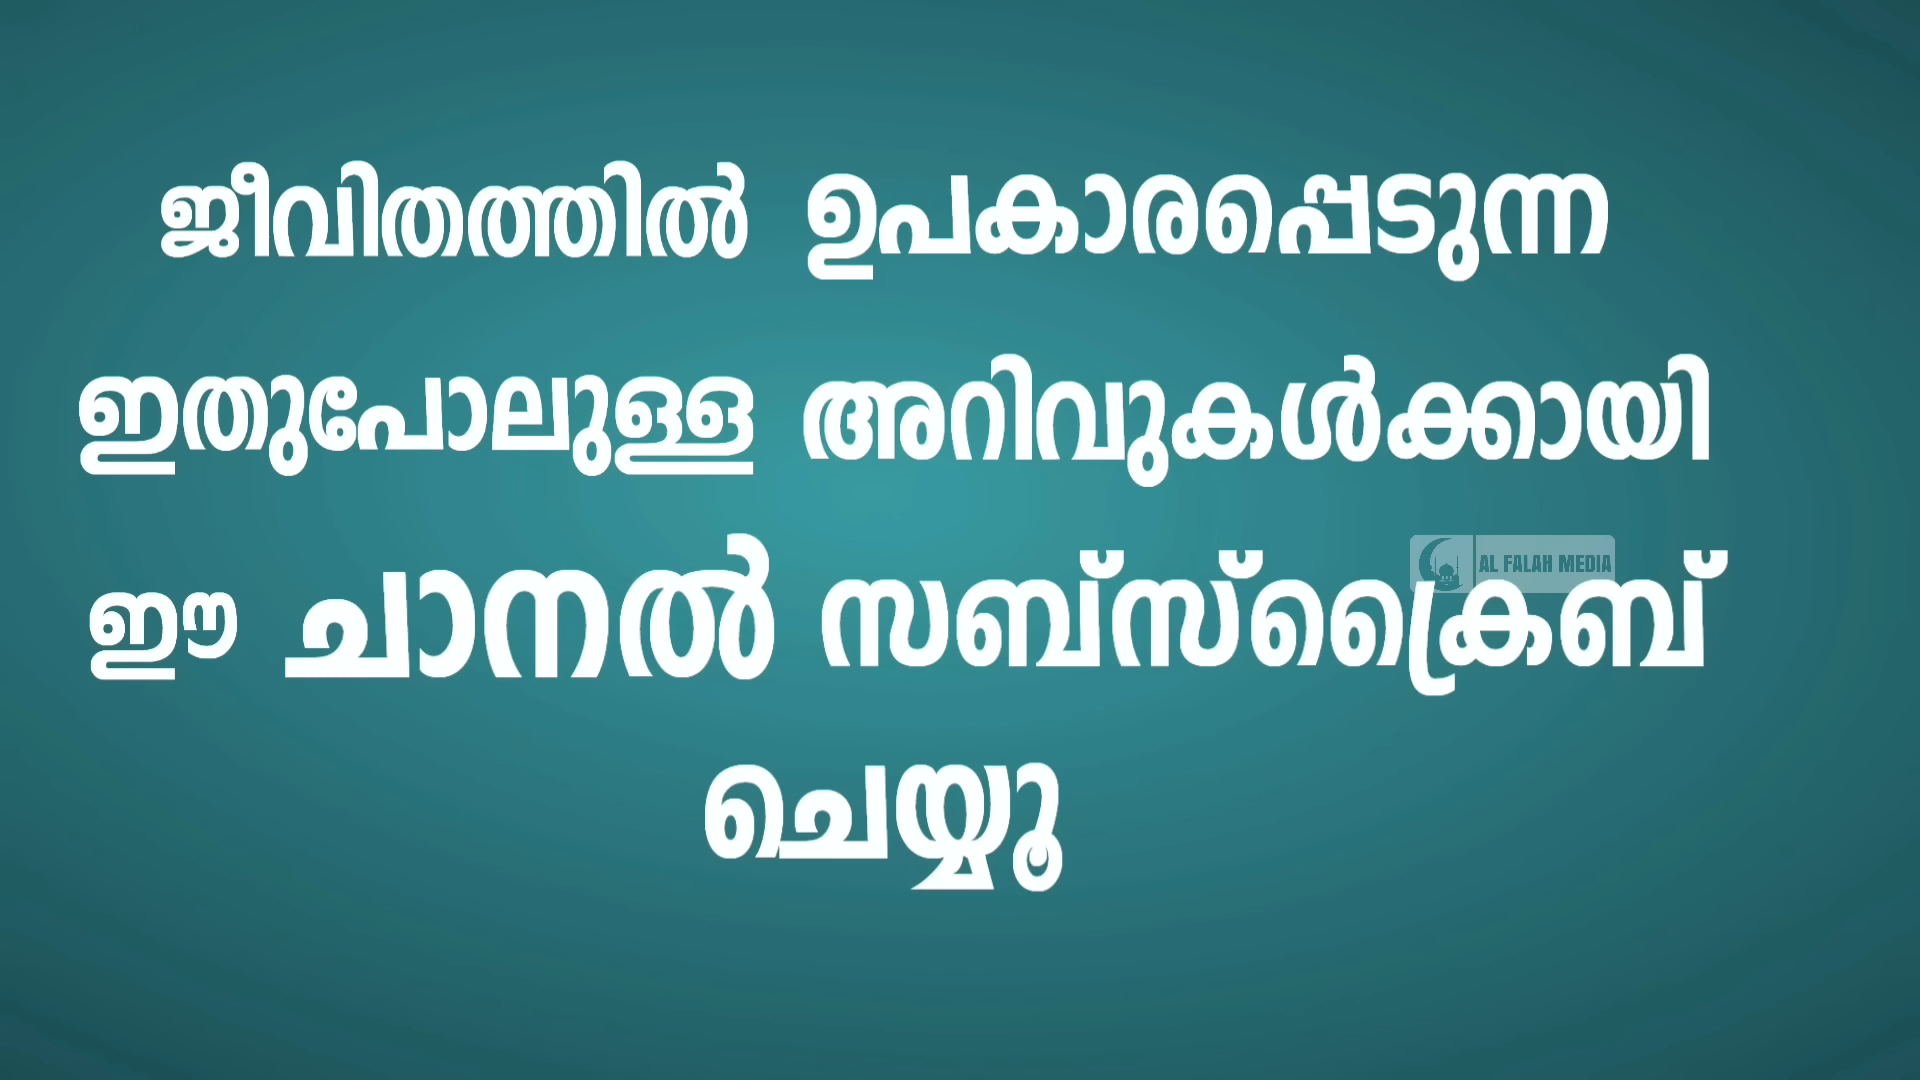 ജീവിതത്തിൽ ഉപകാരപ്പെടുന്ന
ഇതുപോലുള്ള അറിവുകൾക്കായി
AL FALAH MEDIA
ഈ ചാനൽ സബ്സ്ക്രൈബ്
ചെയ്യൂ